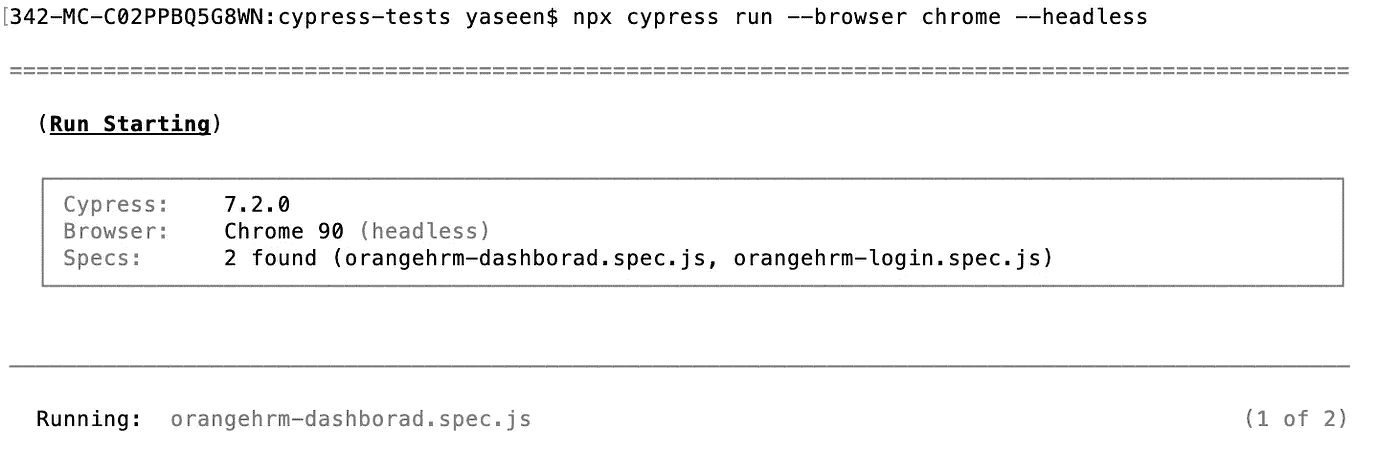 [342-MC-C02PPBQ5G8WN:cypress-tests yaseen$ npx cypress run --browser chrome --headless
====================================================================================================
(Run Starting)
Cypress: 7.2.0
Browser: Chrome 90 (headless)
Specs: 2 found (orangehrm-dashborad.spec.js, orangehrm-login.spec.js)
Running: orangehrm-dashborad.spec.js (1 of 2)